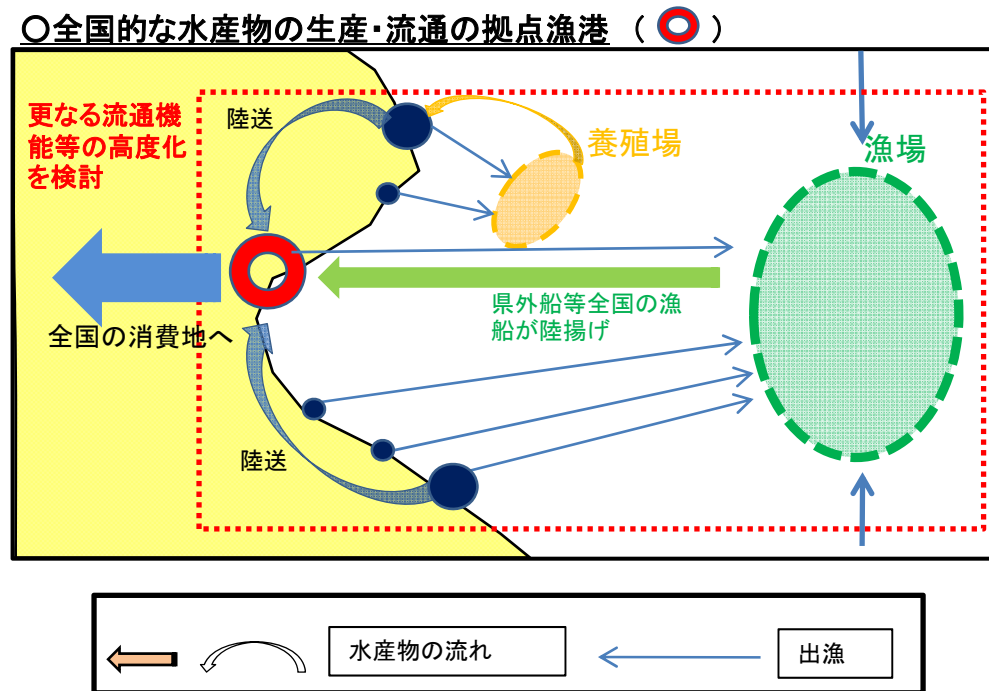 ○全国的な水産物の生産・流通の拠点漁港 （ ）
更なる流通機
能等の高度化
を検討
陸送
養殖場
漁場
県外船等全国の漁
船が陸揚げ
全国の消費地へ
陸送
水産物の流れ
出漁